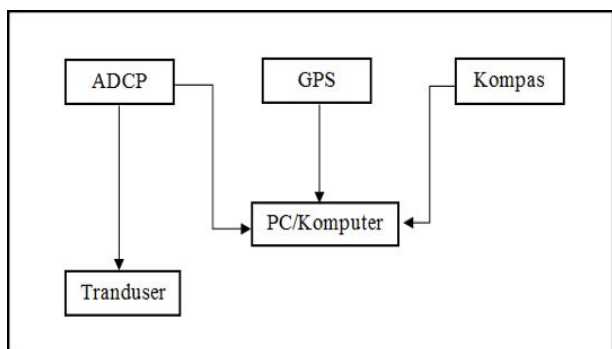 ADCP
GPS
Kompas
PC/Komputer
Tranduser